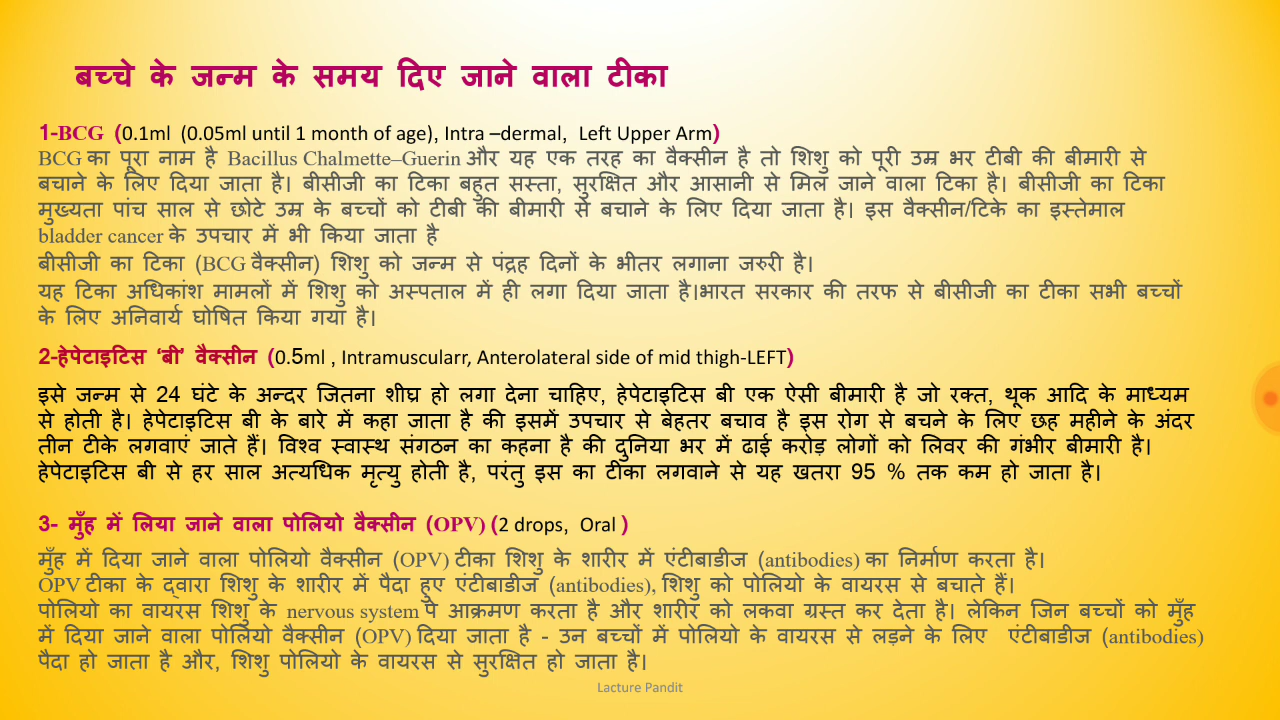 बच्चे के जन्म के समय दिए जाने वाला टीका
1-BCG (0.1ml (0.05ml until 1 month of age), Intra –dermal, Left Upper Arm)
BCG का पूरा नाम है Bacillus Chalmette–Guerin और यह एक तरह का वैक्सीन है तो शिशु को पूरी उम्र भर टीबी की बीमारी से
बचाने के लिए दिया जाता है। बीसीजी का टिका बहुत सस्ता, सुरक्षित और आसानी से मिल जाने वाला टिका है। बीसीजी का टिका
मुख्यता पांच साल से छोटे उम्र के बच्चों को टीबी की बीमारी से बचाने के लिए दिया जाता है। इस वैक्सीन/टिके का इस्तेमाल
bladder cancer के उपचार में भी किया जाता है
बीसीजी का टिका (BCG वैक्सीन) शिशु को जन्म से पंद्रह दिनों के भीतर लगाना जरुरी है।
यह टिका अधिकांश मामलों में शिशु को अस्पताल में ही लगा दिया जाता है।भारत सरकार की तरफ से बीसीजी का टीका सभी बच्चों
के लिए अनिवार्य घोषित किया गया है।
2-हेपेटाइटिस ‘बी’ वैक्सीन (0.5ml , Intramuscularr, Anterolateral side of mid thigh-LEFT)
इसे जन्म से 24 घंटे के अन्दर जितना शीघ्र हो लगा देना चाहिए, हेपेटाइटिस बी एक ऐसी बीमारी है जो रक्त, थूक आदि के माध्यम
से होती है। हेपेटाइटिस बी के बारे में कहा जाता है की इसमें उपचार से बेहतर बचाव है इस रोग से बचने के लिए छह महीने के अंदर
तीन टीके लगवाएं जाते हैं। विश्व स्वास्थ संगठन का कहना है की दुनिया भर में ढाई करोड़ लोगों को लिवर की गंभीर बीमारी है।
हेपेटाइटिस बी से हर साल अत्यधिक मृत्यु होती है, परंतु इस का टीका लगवाने से यह खतरा 95 % तक कम हो जाता है।
3- मुँह में लिया जाने वाला पोलियो वैक्सीन (OPV) (2 drops, Oral )
मुँह में दिया जाने वाला पोलियो वैक्सीन (OPV) टीका शिशु के शारीर में एंटीबाडीज (antibodies) का निर्माण करता है।
OPV टीका के द्वारा शिशु के शारीर में पैदा हुए एंटीबाडीज (antibodies), शिशु को पोलियो के वायरस से बचाते हैं।
पोलियो का वायरस शिशु के nervous system पे आक्रमण करता है और शारीर को लकवा ग्रस्त कर देता है। लेकिन जिन बच्चों को मुँह
में दिया जाने वाला पोलियो वैक्सीन (OPV) दिया जाता है - उन बच्चों में पोलियो के वायरस से लड़ने के लिए एंटीबाडीज (antibodies)
पैदा हो जाता है और, शिशु पोलियो के वायरस से सुरक्षित हो जाता है।
Lacture Pandit